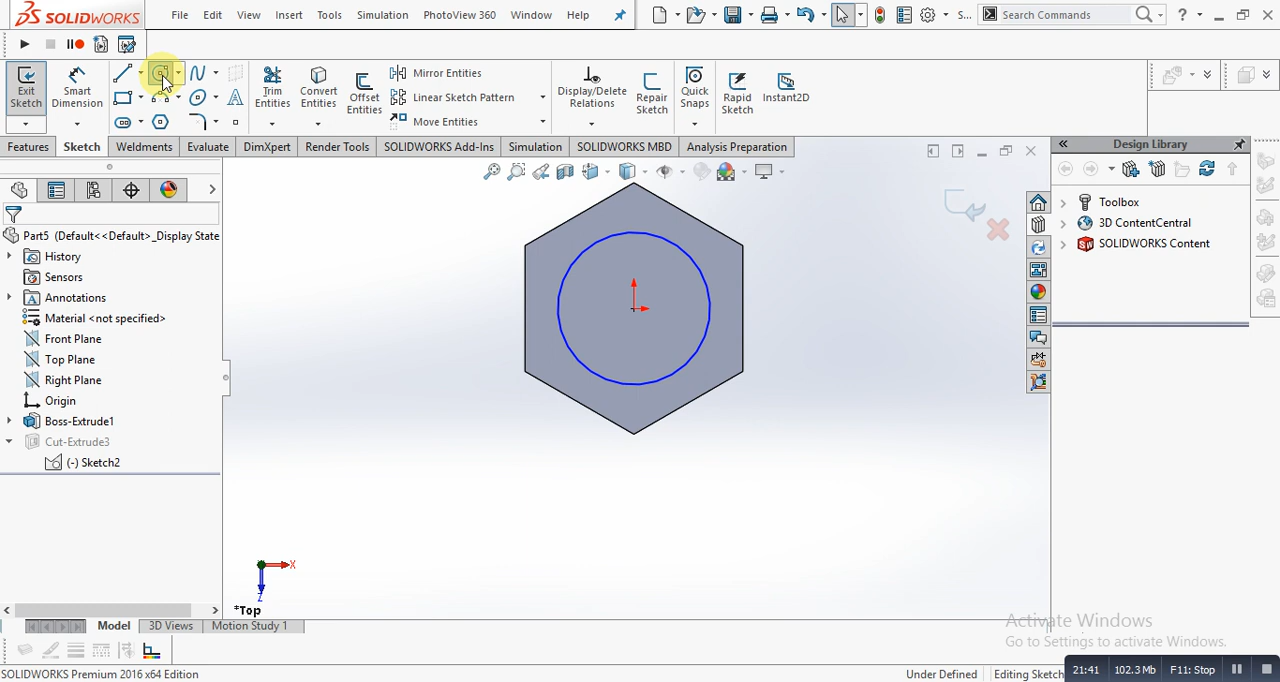 SOLIDWORKS
File Edit View Insert Tools Simulation PhotoView 360 Window Help
S...
Search Commands
?
Exit Sketch
Smart Dimension
Trim Entities
Convert Entities
Offset Entities
Mirror Entities
Linear Sketch Pattern
Move Entities
Display/Delete Relations
Repair Sketch
Quick Snaps
Rapid Sketch
Instant2D
Features Sketch Weldments Evaluate DimXpert Render Tools SOLIDWORKS Add-Ins Simulation SOLIDWORKS MBD Analysis Preparation
Design Library
Toolbox
3D ContentCentral
SOLIDWORKS Content
Part5 (Default<<Default>_Display State
History
Sensors
Annotations
Material <not specified>
Front Plane
Top Plane
Right Plane
Origin
Boss-Extrude1
Cut-Extrude3
(-) Sketch2
X
Z
*Top
Model 3D Views Motion Study 1
Activate Windows
Go to Settings to activate Windows.
SOLIDWORKS Premium 2016 x64 Edition
Under Defined
Editing Sketch
21:41 102.3 Mb F11: Stop